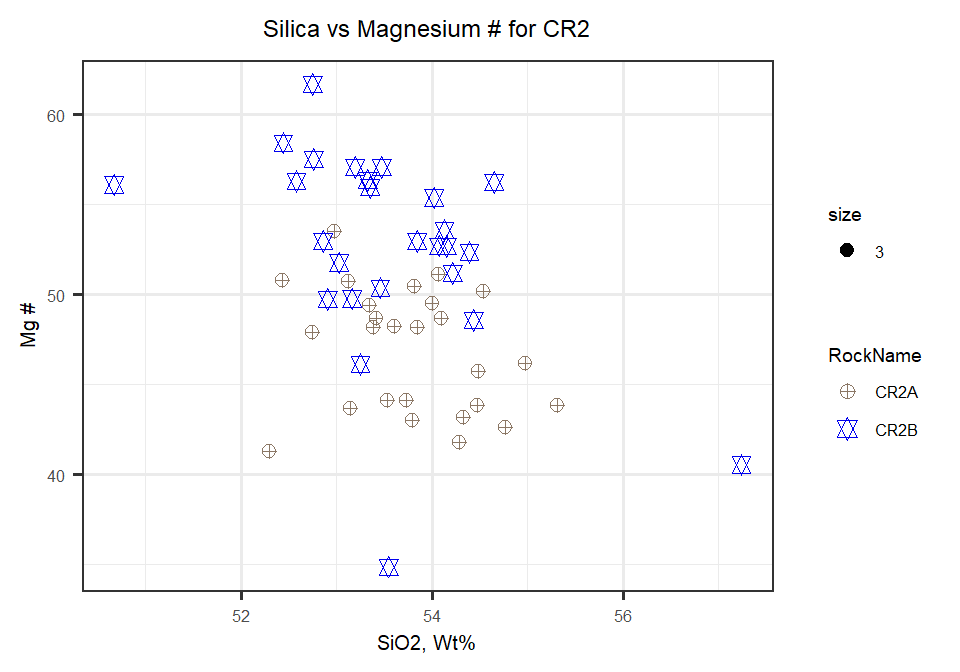 Silica vs Magnesium # for CR2
60
50
40
Mg #
52
54
56
SiO2, Wt%
size
3
RockName
CR2A
CR2B